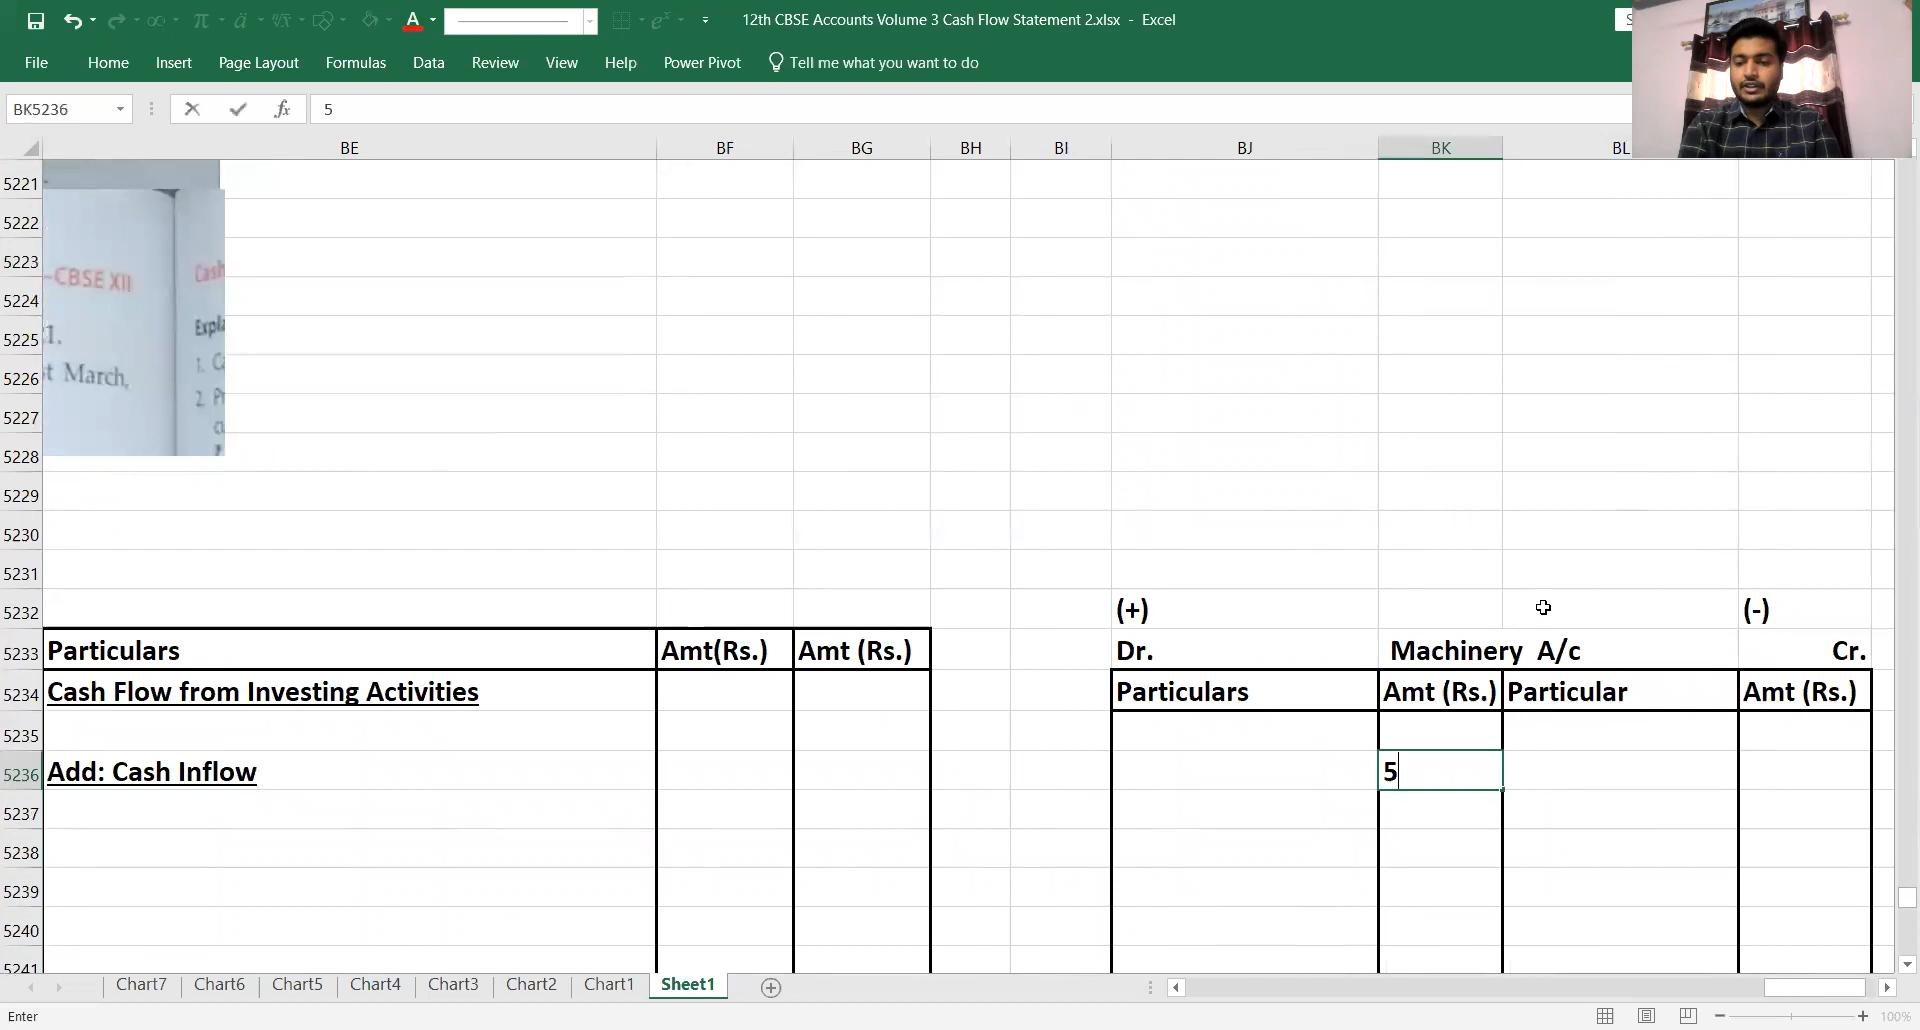 12th CBSE Accounts Volume 3 Cash Flow Statement 2.xlsx - Excel
File Home Insert Page Layout Formulas Data Review View Help Power Pivot Tell me what you want to do
BK5236 fx 5
BE BF BG BH BI BJ BK BL
5221
5222
5223
-CBSE XII Cash
5224
5225
Expla
1.
5226
t March,
5227
5228
5229
5230
5231
5232 (+) (-)
5233 Particulars Amt(Rs.) Amt (Rs.) Dr. Machinery A/c Cr.
5234 Cash Flow from Investing Activities Particulars Amt (Rs.) Particular Amt (Rs.)
5235
5236 Add: Cash Inflow 5
5237
5238
5239
5240
5241
Chart7 Chart6 Chart5 Chart4 Chart3 Chart2 Chart1 Sheet1
Enter 100%